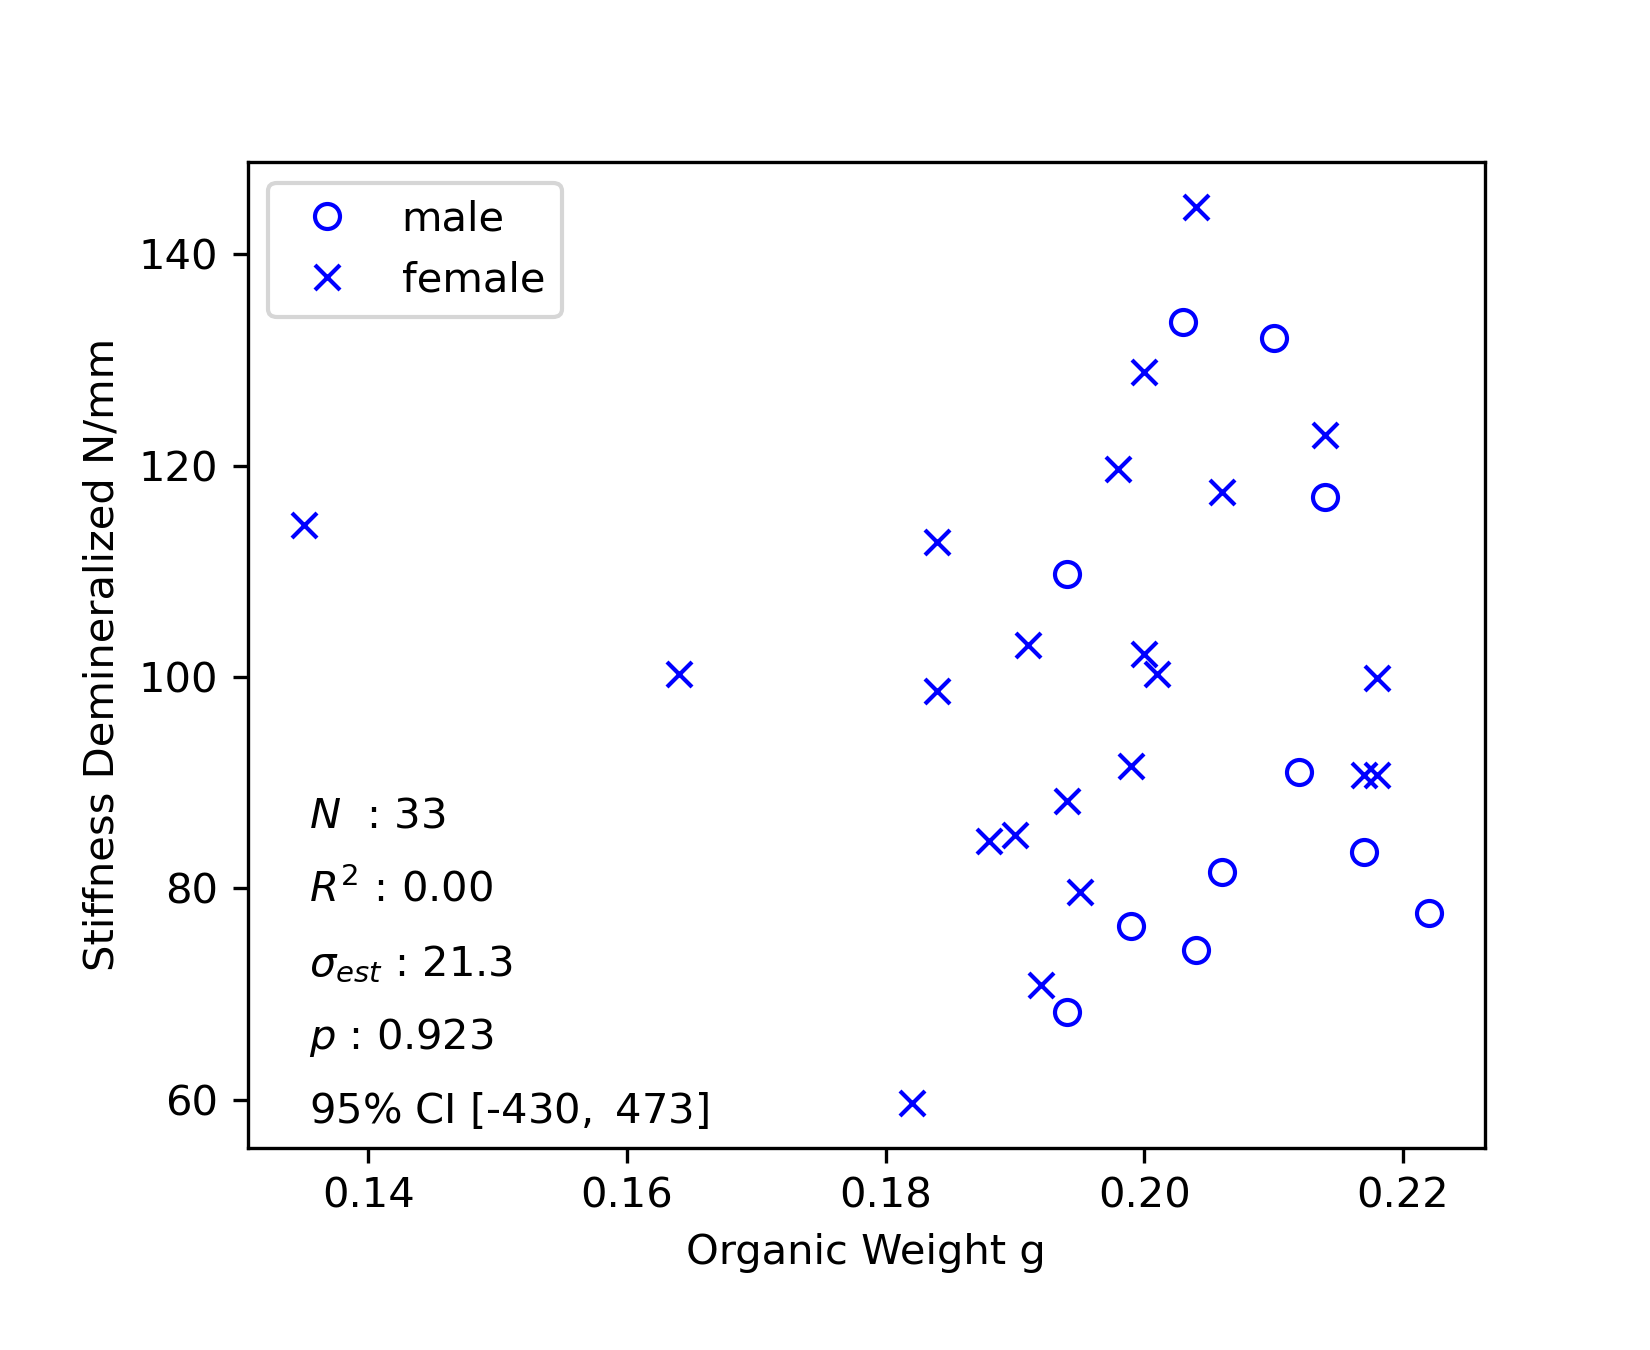 male
female
140
120
100
80
60
Stiffness Demineralized N/mm
N : 33
R² : 0.00
σest : 21.3
p : 0.923
95% CI [-430, 473]
0.14 0.16 0.18 0.20 0.22
Organic Weight g